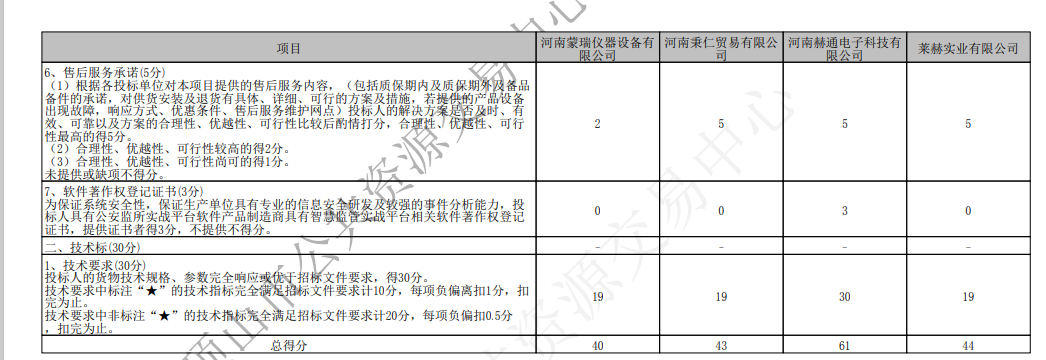 项目
河南蒙瑞仪器设备有
限公司
河南秉仁贸易有限公
司
河南赫通电子科技有
限公司
莱赫实业有限公司
6、售后服务承诺(5分)
（1）根据各投标单位对本项目提供的售后服务内容，（包括质保期内及质保期外及备品
备件的承诺，对供货安装及退货有具体、详细、可行的方案及措施，若提供的产品设备
出现故障，响应方式、优惠条件、售后服务维护网点）投标人的解决方案是否及时、有
效、可靠以及方案的合理性、优越性、可行性比较后酌情打分，合理性、优越性、可行
性最高的得5分。
（2）合理性、优越性、可行性较高的得2分。
（3）合理性、优越性、可行性尚可的得1分。
未提供或缺项不得分。
2
5
5
5
7、软件著作权登记证书(3分)
为保证系统安全性，保证生产单位具有专业的信息安全研发及较强的事件分析能力，投
标人具有公安监所实战平台软件产品制造商具有智慧监管实战平台相关软件著作权登记
证书，提供证书者得3分，不提供不得分。
0
0
3
0
二、技术标(30分)
-
-
-
-
1、技术要求(30分)
投标人的货物技术规格、参数完全响应或优于招标文件要求，得30分。
技术要求中标注“★”的技术指标完全满足招标文件要求计10分，每项负偏离扣1分，扣
完为止。
技术要求中非标注“★”的技术指标完全满足招标文件要求计20分，每项负偏扣0.5分
，扣完为止。
19
19
30
19
总得分
40
43
61
44
顶山市公共资源交易中心
共资源交易中心